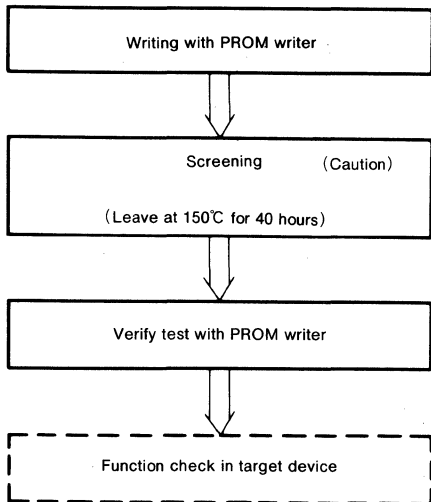 Writing with PROM writer
Screening (Caution)
(Leave at 150℃ for 40 hours)
Verify test with PROM writer
Function check in target device